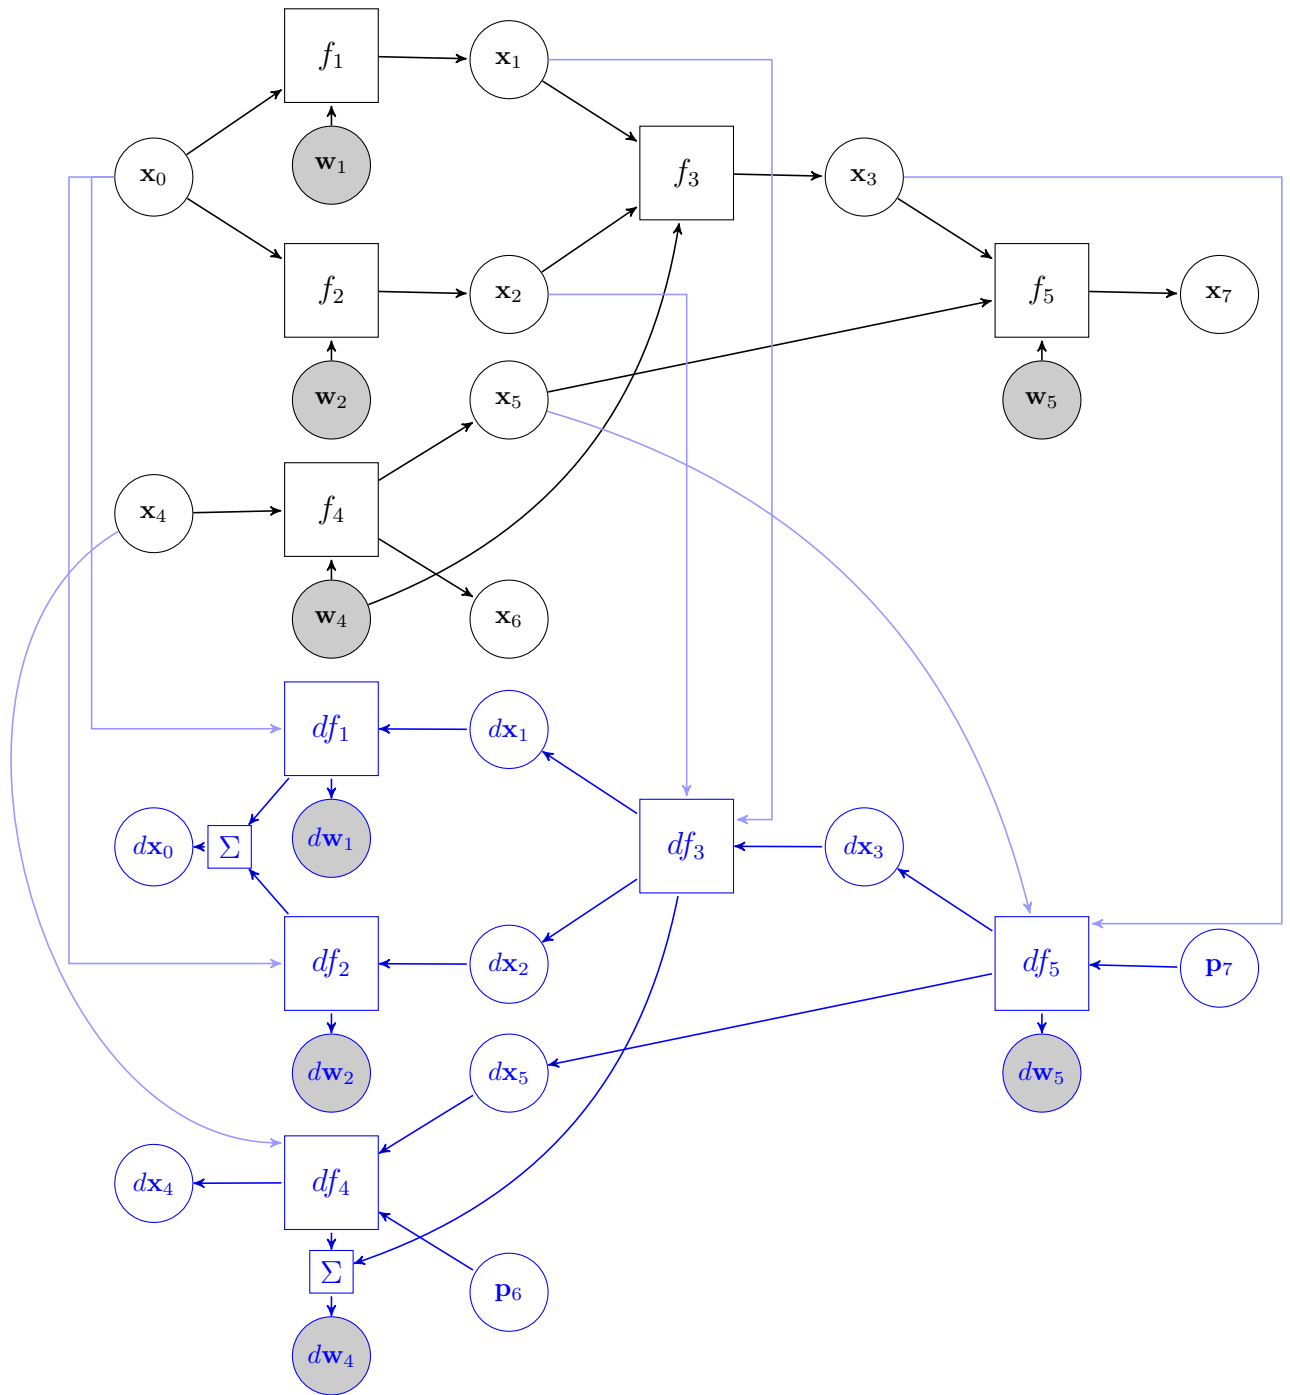 f₁
x₁
x₀
w₁
f₃
x₃
f₂
x₂
f₅
x₇
w₂
x₅
w₅
x₄
f₄
w₄
x₆
df₁
dx₁
dx₀
Σ
dw₁
df₃
dx₃
df₂
dx₂
df₅
p₇
dw₂
dx₅
dw₅
dx₄
df₄
Σ
p₆
dw₄